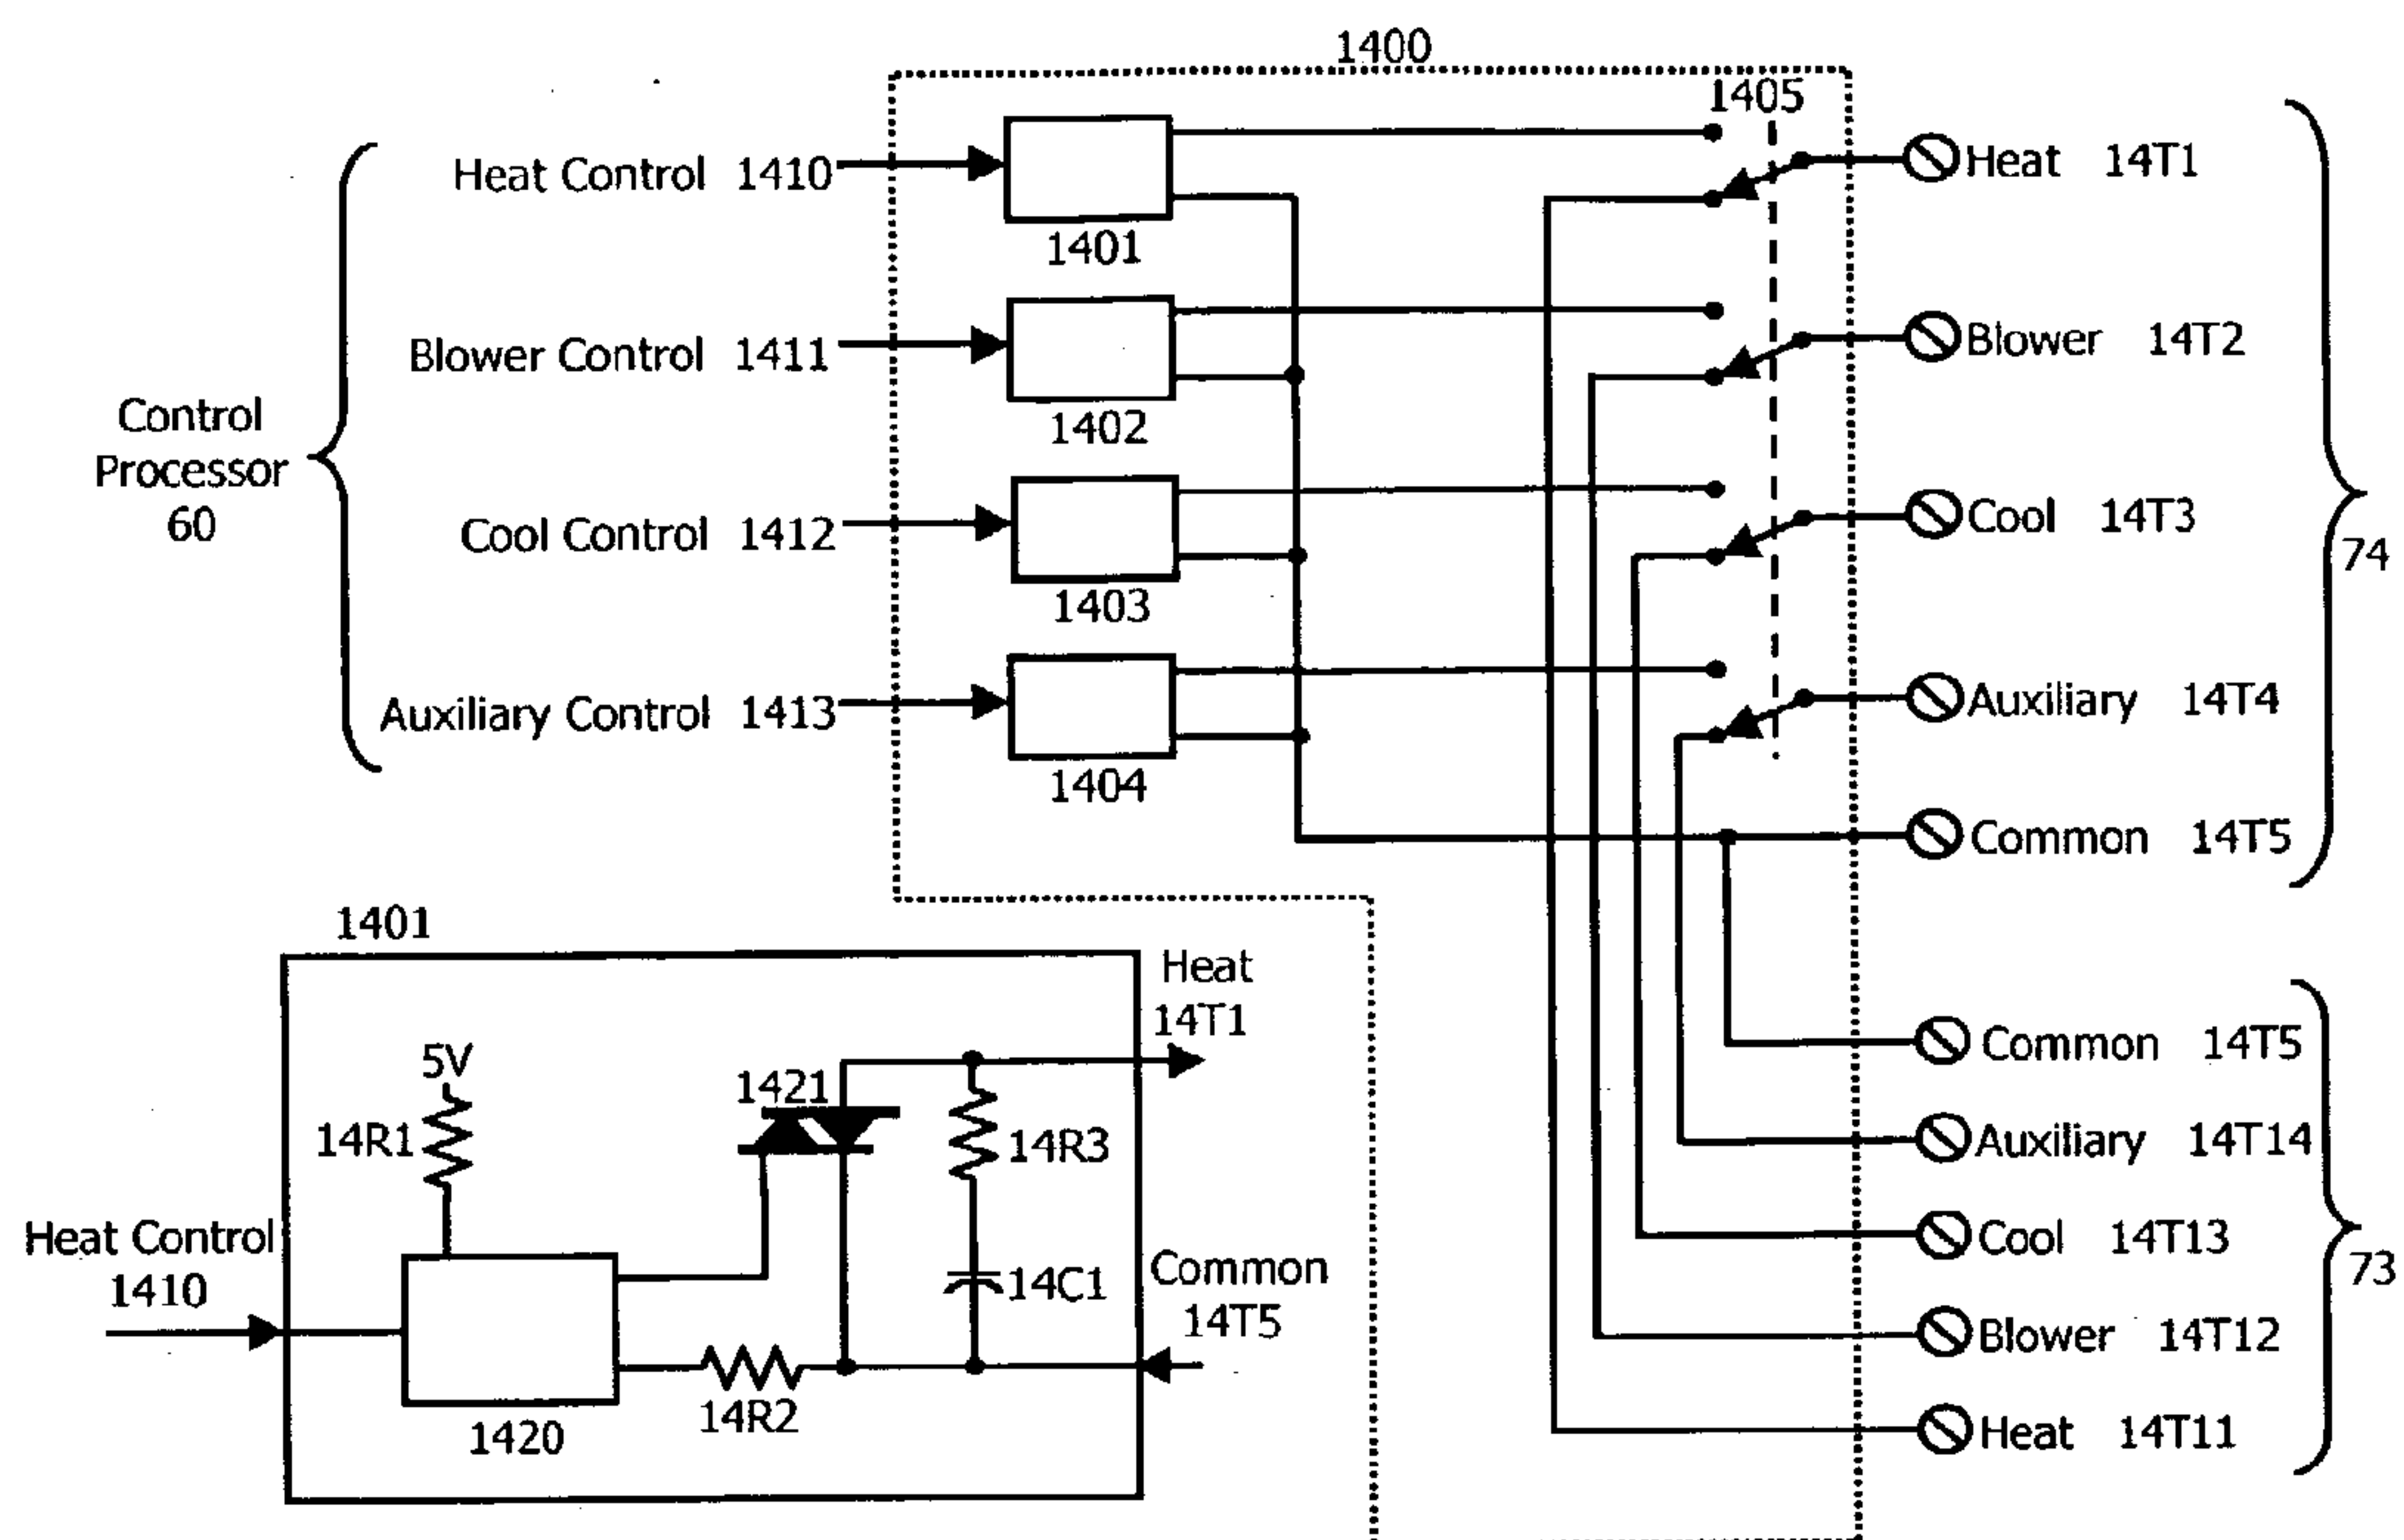 1400
1405
Heat Control 1410
1401
Heat 14T1
Blower Control 1411
1402
Blower 14T2
Control
Processor
60
Cool Control 1412
1403
Cool 14T3
74
Auxiliary Control 1413
1404
Auxiliary 14T4
Common 14T5
1401
Heat
14T1
5V
1421
14R1
14R3
Heat Control
1410
14C1
Common
14T5
14R2
1420
Common 14T5
Auxiliary 14T14
Cool 14T13
73
Blower 14T12
Heat 14T11